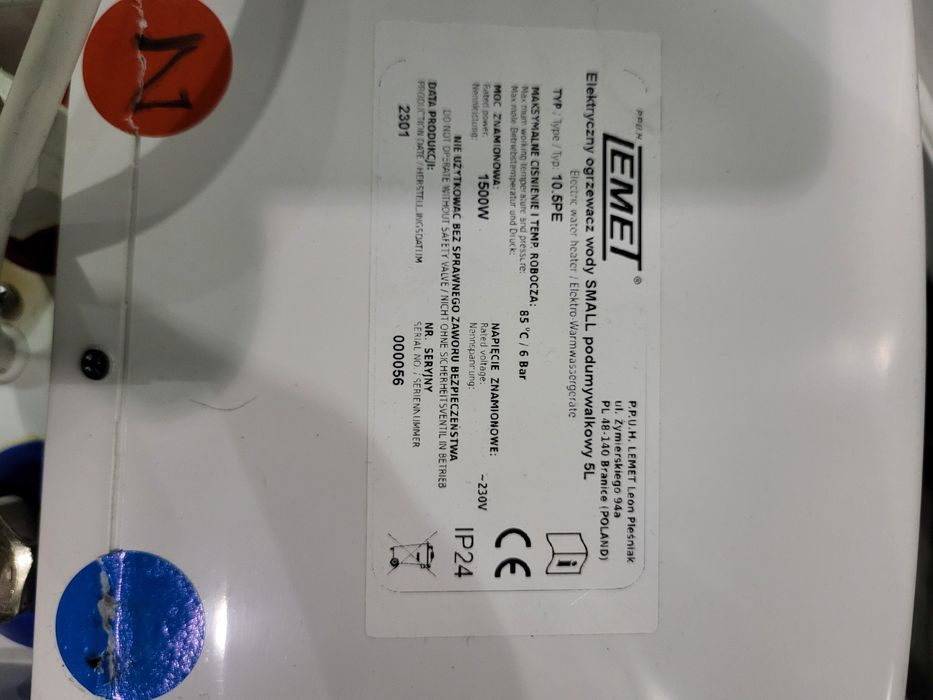 P.P.U.H.
LEMET®
P.P.U.H. LEMET Leon Pleśniak
ul. Żymierskiego 94a
PL 48-140 Branice (POLAND)
Elektryczny ogrzewacz wody SMALL podumywalkowy 5L
Electric water heater / Elektro-Warmwassergeräte
TYP : Type / Typ: 10.5PE
MAKSYMALNE CIŚNIENIE I TEMP. ROBOCZA: 85 °C / 6 Bar
Maximum working temperature and pressure:
Max male Betriebstemperatur und Druck:
MOC ZNAMIONOWA: 1500W
Rated power:
Nennleistung:
NAPIĘCIE ZNAMIONOWE: ~230V
Rated voltage:
Nennspannung:
CE
IP24
NIE UŻYTKOWAĆ BEZ SPRAWNEGO ZAWORU BEZPIECZEŃSTWA
DO NOT OPERATE WITHOUT SAFETY VALVE / NICHT OHNE SICHERHEITSVENTIL IN BETRIEB
DATA PRODUKCJI:
PRODUCTION DATE / HERSTELLINGSDATUM
2301
NR. SERYJNY
SERIAL NO. / SERIENNUMMER
000056